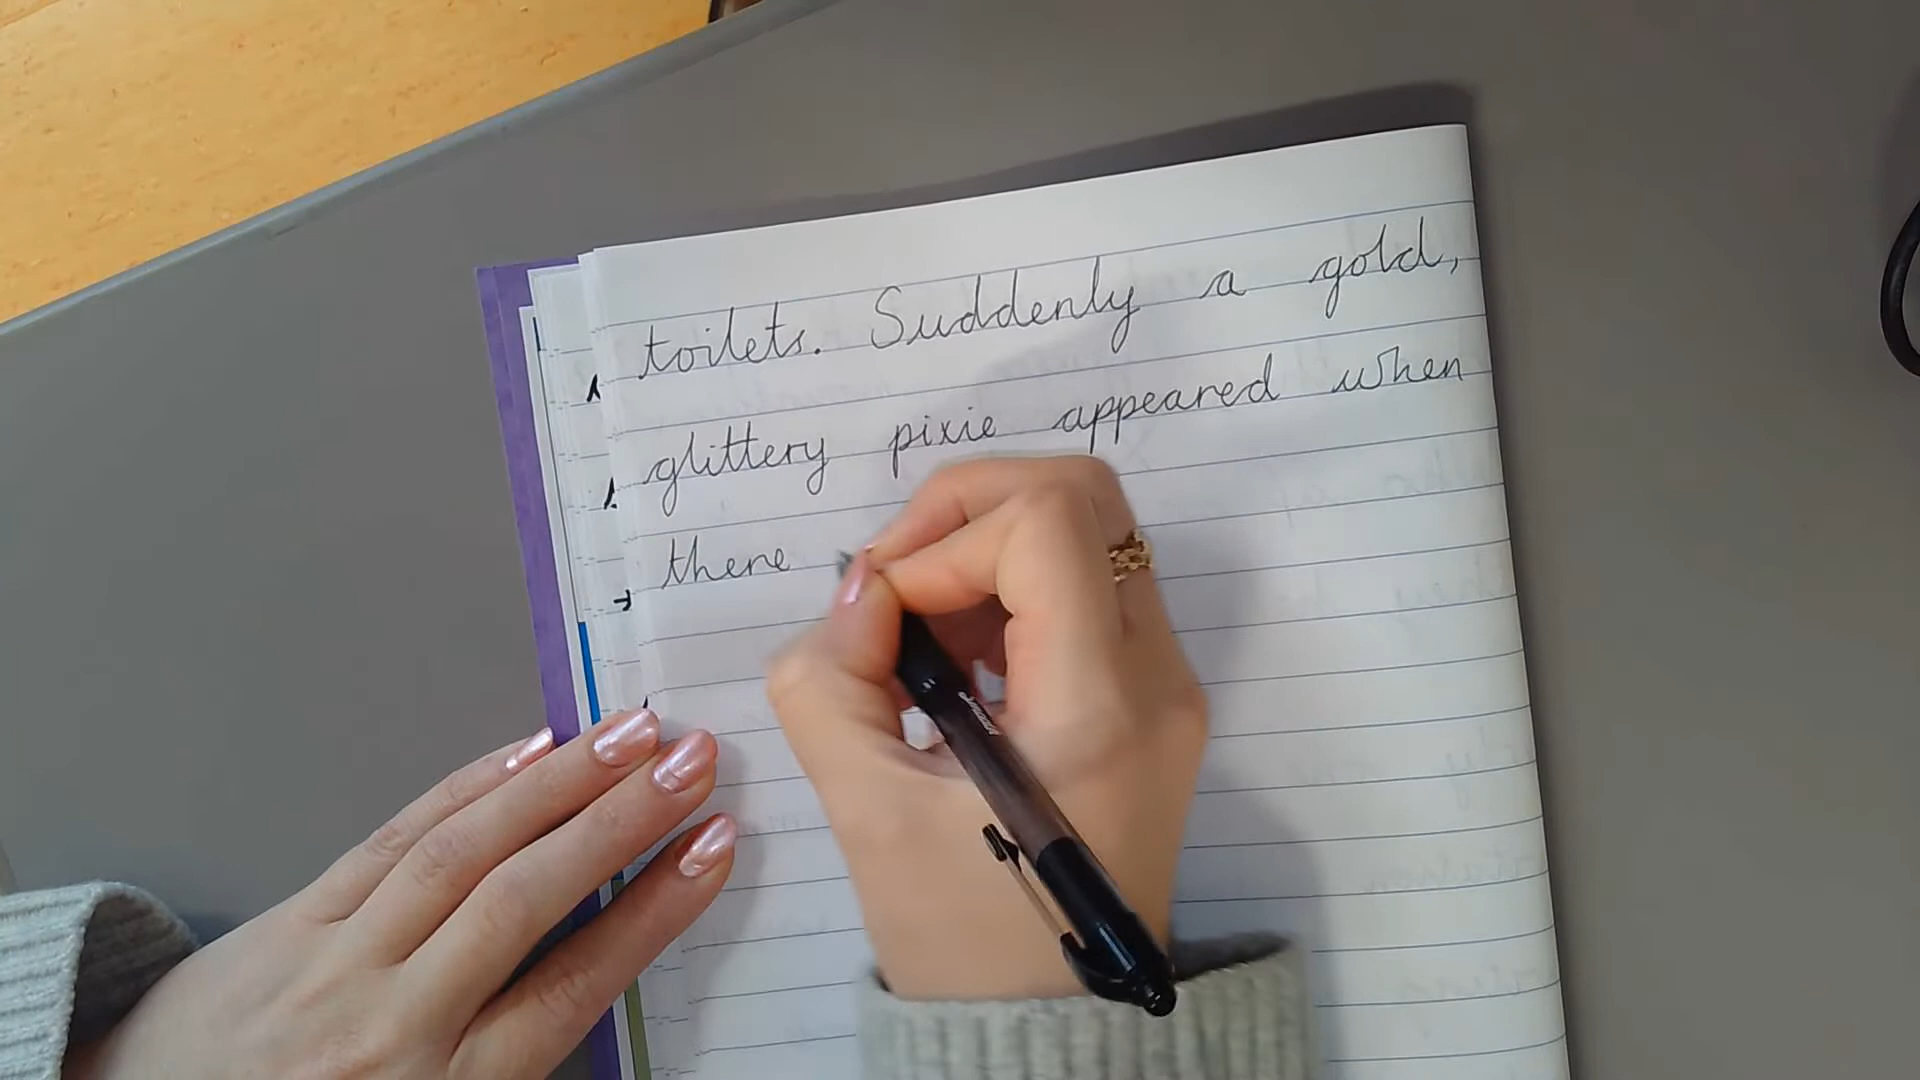 toilets. Suddenly a gold,
glittery pixie appeared when
there